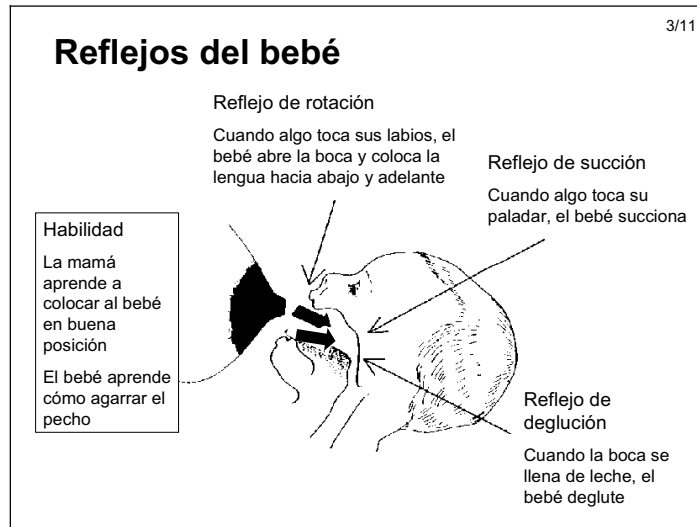 3/11
Reflejos del bebé
Reflejo de rotación
Cuando algo toca sus labios, el
bebé abre la boca y coloca la
lengua hacia abajo y adelante
Reflejo de succión
Cuando algo toca su
paladar, el bebé succiona
Habilidad
La mamá
aprende a
colocar al bebé
en buena
posición
El bebé aprende
cómo agarrar el
pecho
Reflejo de
deglución
Cuando la boca se
llena de leche, el
bebé deglute